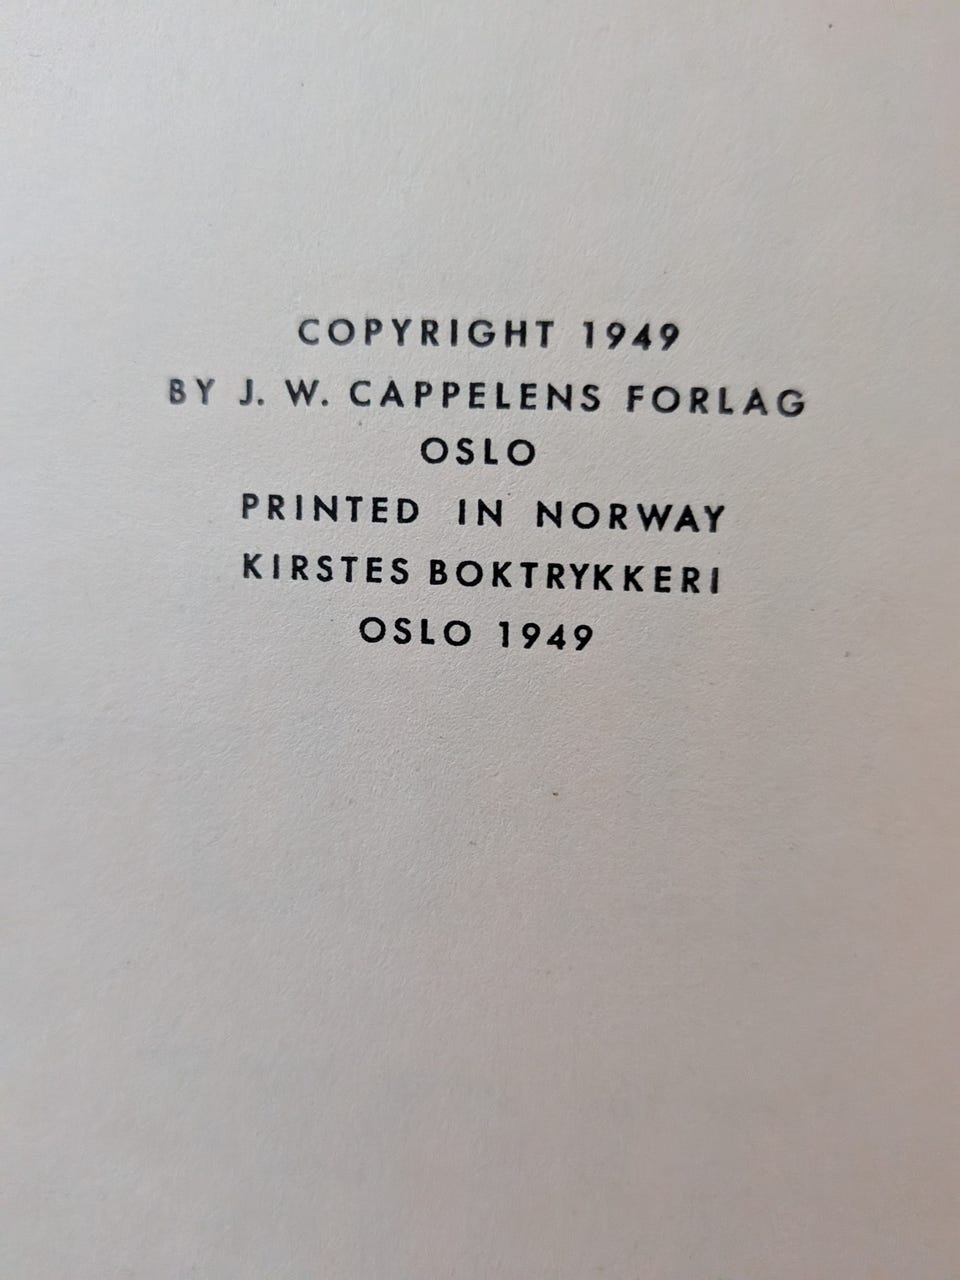 COPYRIGHT 1949
BY J. W. CAPPELENS FORLAG
OSLO
PRINTED IN NORWAY
KIRSTES BOKTRYKKERI
OSLO 1949